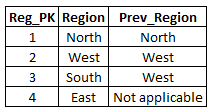 Reg_PK Region Prev_Region
1 North North
2 West West
3 South West
4 East Not applicable